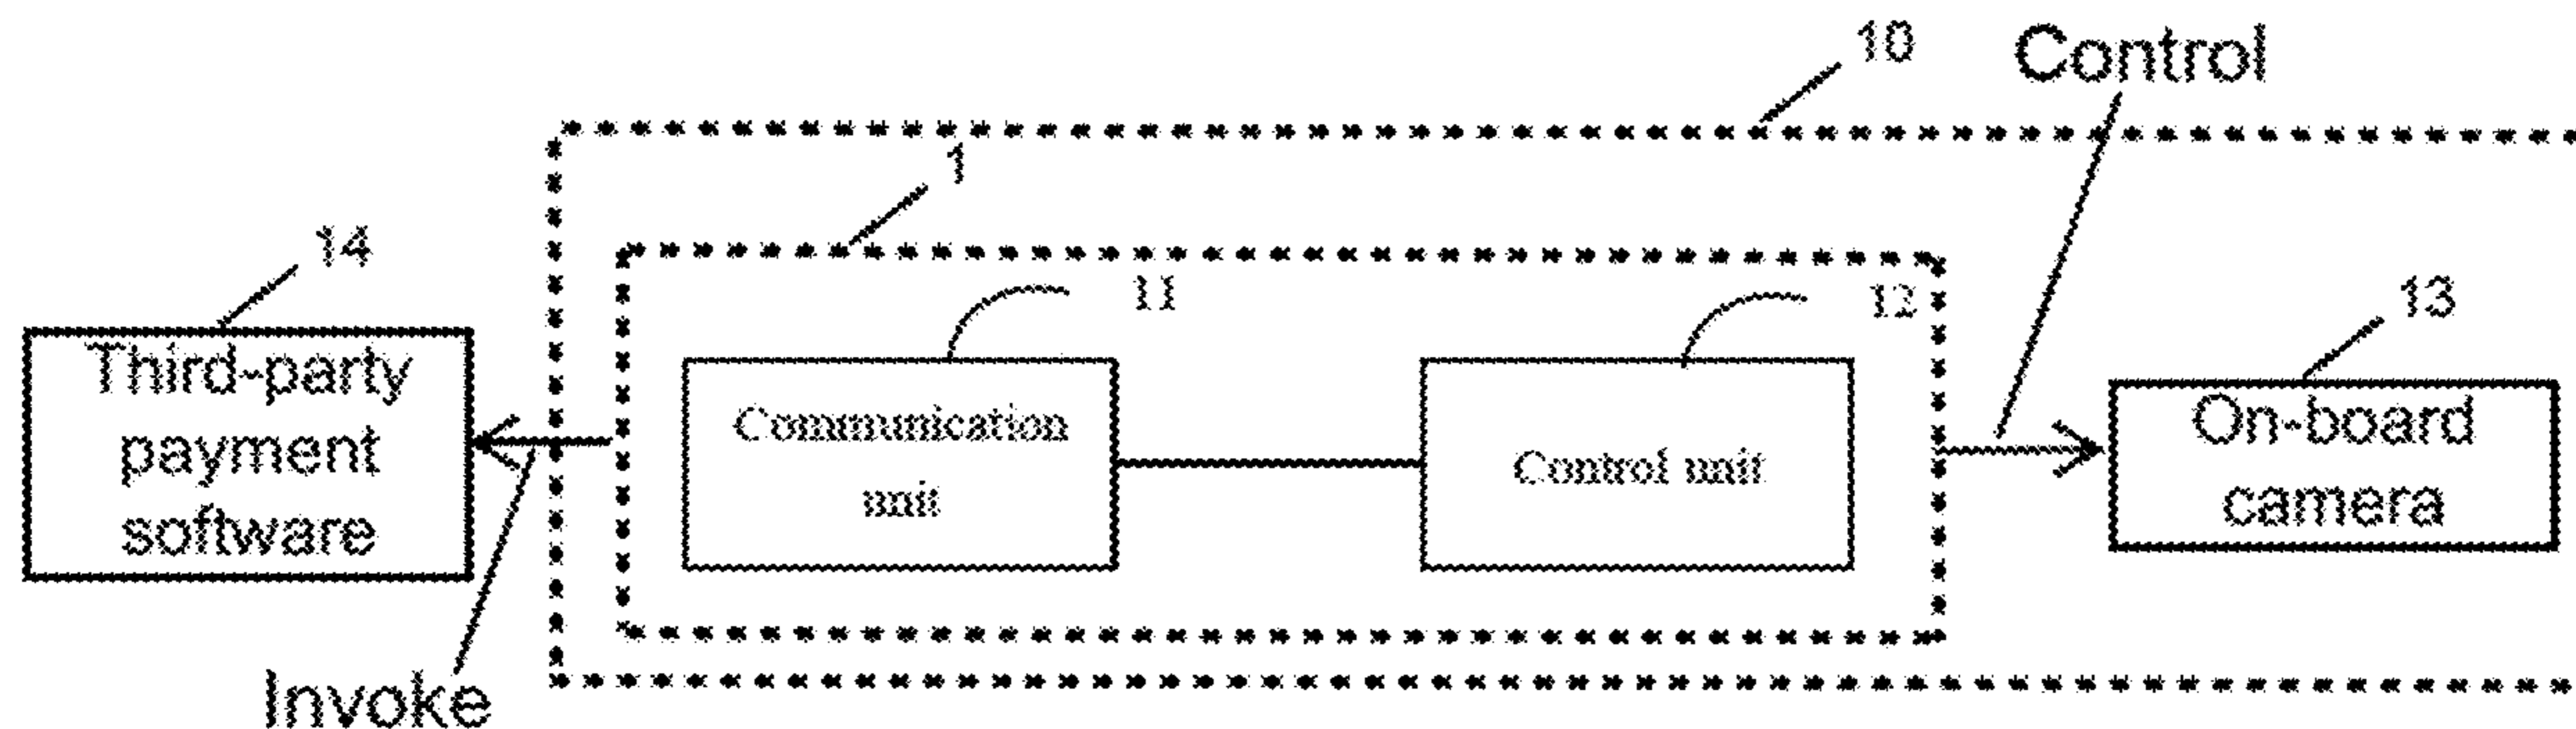 10
Control
1
14
11
12
13
Third-party
payment
software
Communication
unit
Control unit
On-board
camera
Invoke